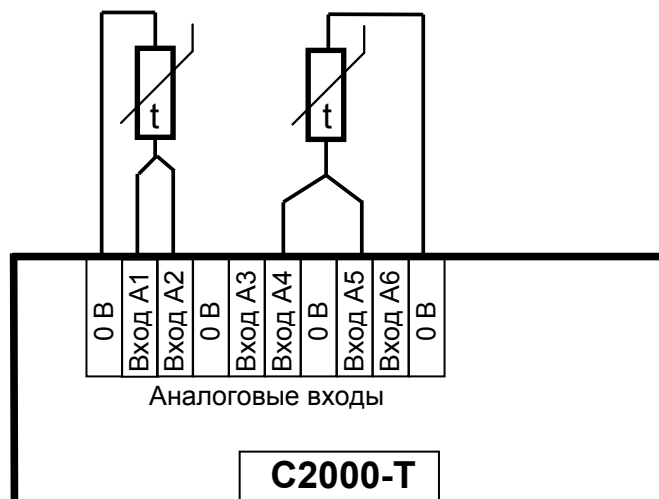 t
t
0 В
Вход А1
Вход А2
0 В
Вход А3
Вход А4
0 В
Вход А5
Вход А6
0 В
Аналоговые входы
С2000-Т